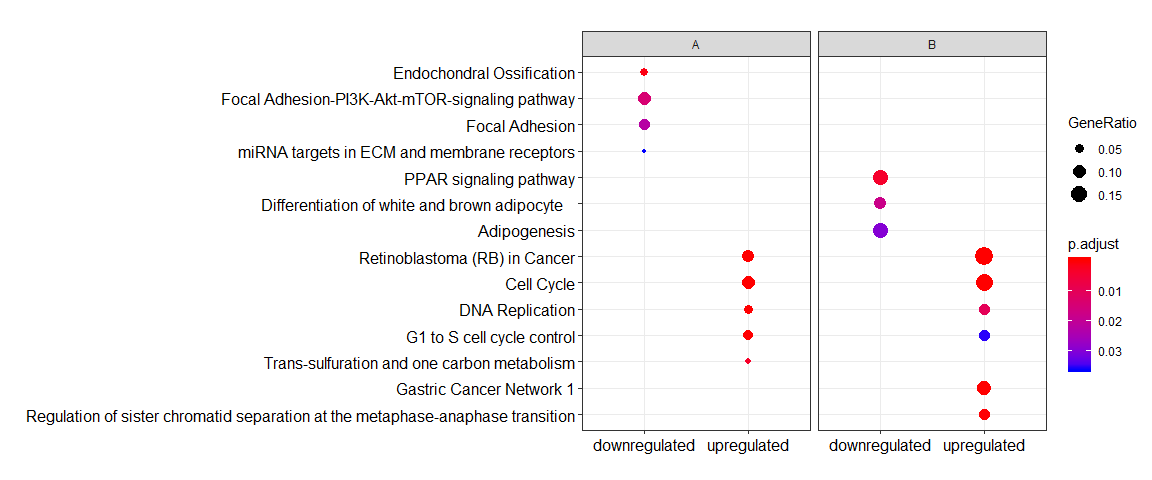 A
B
Endochondral Ossification
Focal Adhesion-PI3K-Akt-mTOR-signaling pathway
Focal Adhesion
miRNA targets in ECM and membrane receptors
PPAR signaling pathway
Differentiation of white and brown adipocyte
Adipogenesis
Retinoblastoma (RB) in Cancer
Cell Cycle
DNA Replication
G1 to S cell cycle control
Trans-sulfuration and one carbon metabolism
Gastric Cancer Network 1
Regulation of sister chromatid separation at the metaphase-anaphase transition
downregulated
upregulated
downregulated
upregulated
GeneRatio
0.05
0.10
0.15
p.adjust
0.01
0.02
0.03